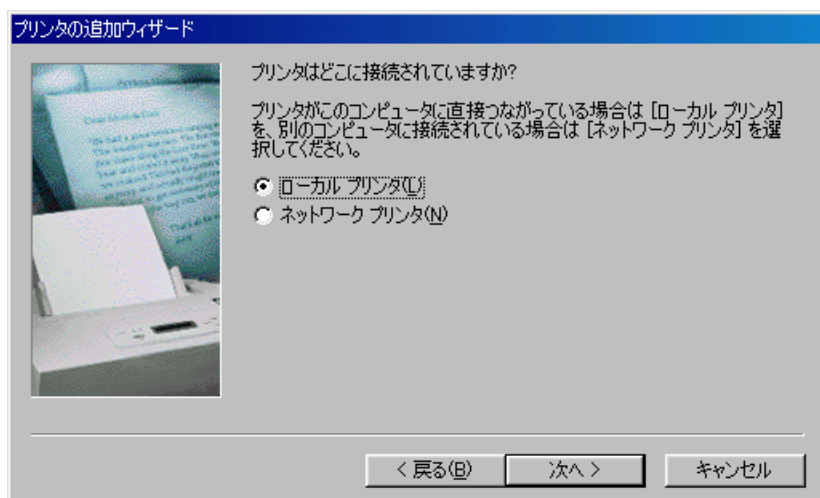 プリンタの追加ウィザード
プリンタはどこに接続されていますか?
プリンタがこのコンピュータに直接つながっている場合は [ローカル プリンタ]
を、別のコンピュータに接続されている場合は [ネットワーク プリンタ] を選
択してください。
ローカル プリンタ(L)
ネットワーク プリンタ(N)
< 戻る(B)
次へ >
キャンセル